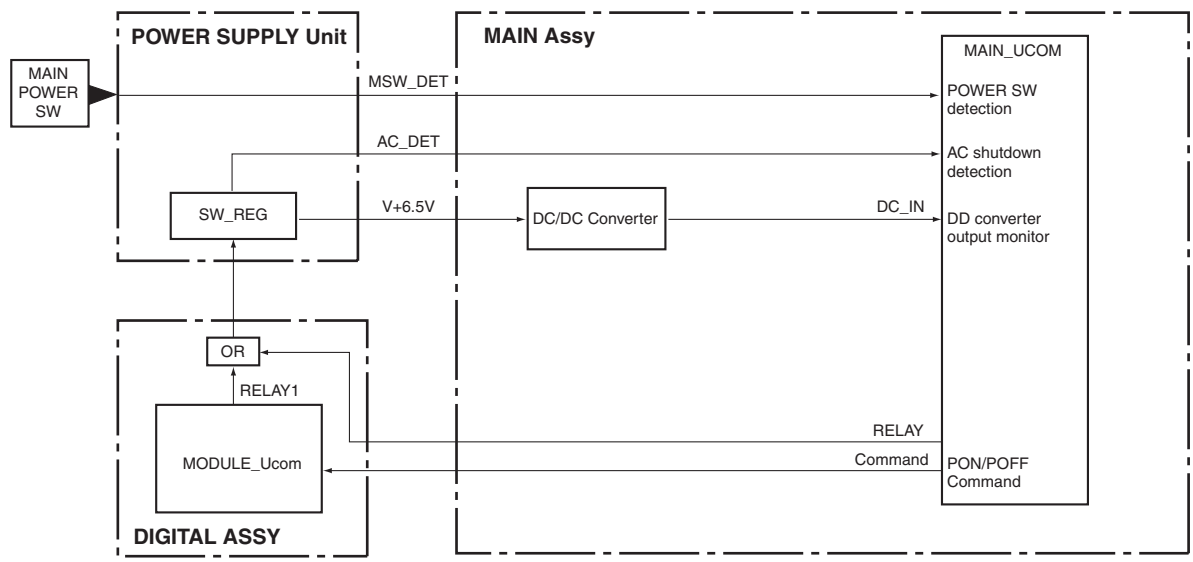 POWER SUPPLY Unit
MAIN Assy
MAIN_UCOM
MAIN
POWER
SW
MSW_DET
POWER SW
detection
AC_DET
AC shutdown
detection
SW_REG
V+6.5V
DC/DC Converter
DC_IN
DD converter
output monitor
OR
RELAY1
MODULE_Ucom
RELAY
Command
PON/POFF
Command
DIGITAL ASSY